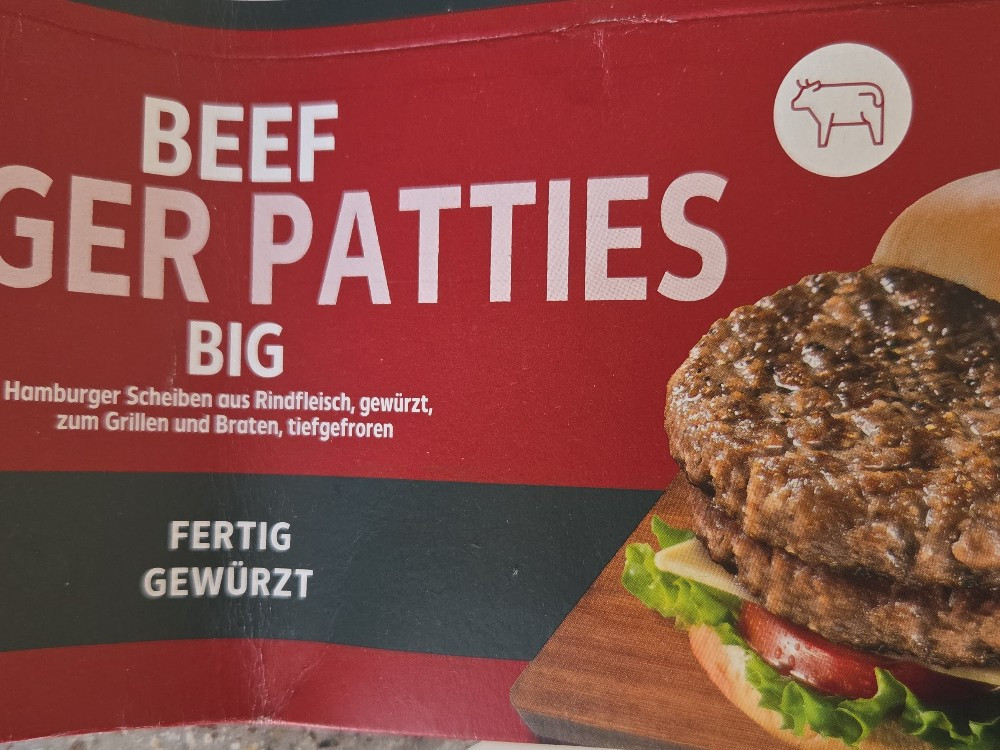 BEEF
GER PATTIES
BIG
Hamburger Scheiben aus Rindfleisch, gewürzt,
zum Grillen und Braten, tiefgefroren
FERTIG
GEWÜRZT